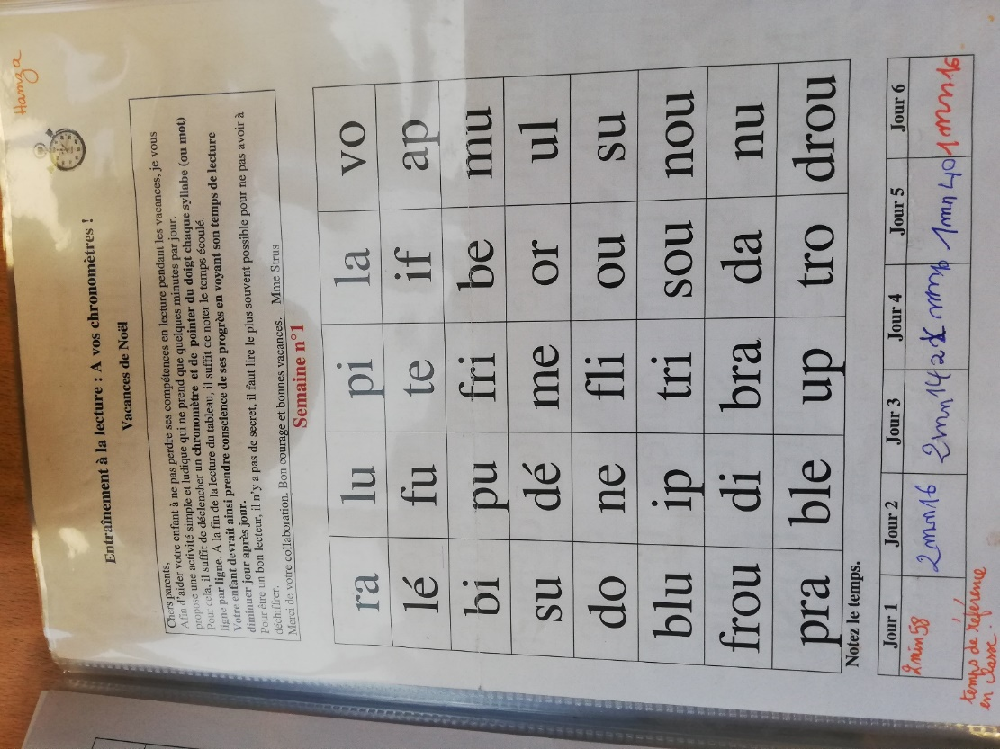 Hamza
Entraînement à la lecture : A vos chronomètres !
Vacances de Noël
Chers parents,
Afin d'aider votre enfant à ne pas perdre ses compétences en lecture pendant les vacances, je vous
propose une activité simple et ludique qui ne prend que quelques minutes par jour.
Pour cela, il suffit de déclencher un chronomètre et de pointer du doigt chaque syllabe (ou mot)
ligne par ligne. A la fin de la lecture du tableau, il suffit de noter le temps écoulé.
Votre enfant devrait ainsi prendre conscience de ses progrès en voyant son temps de lecture
diminuer jour après jour.
Pour être un bon lecteur, il n'y a pas de secret, il faut lire le plus souvent possible pour ne pas avoir à
déchiffrer.
Merci de votre collaboration. Bon courage et bonnes vacances. Mme Strus
Semaine n°1
ra lu pi la vo
lé fu te if ap
bi pu fri be mu
su dé me or ul
do ne fli ou su
blu ip tri sou nou
frou di bra da nu
pra ble up tro drou
Notez le temps.
Jour 1 Jour 2 Jour 3 Jour 4 Jour 5 Jour 6
2min58 2mn16 2mn14 1mn40 1mn16
temps de référence
en classe.